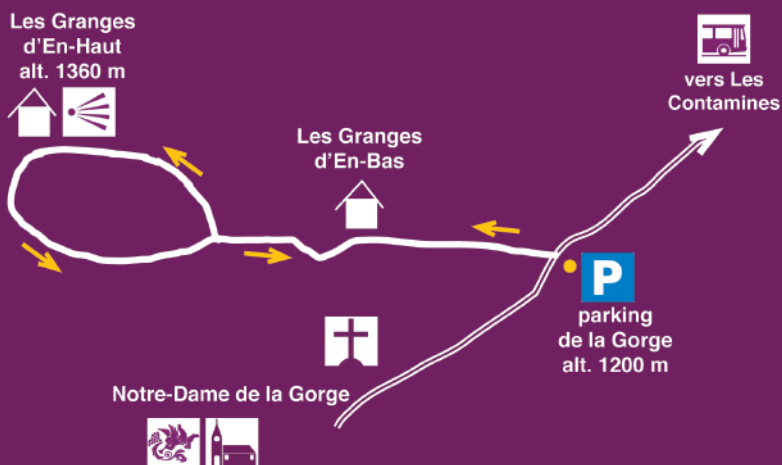 Les Granges
d'En-Haut
alt. 1360 m
vers Les
Contamines
Les Granges
d'En-Bas
P
parking
de la Gorge
alt. 1200 m
Notre-Dame de la Gorge